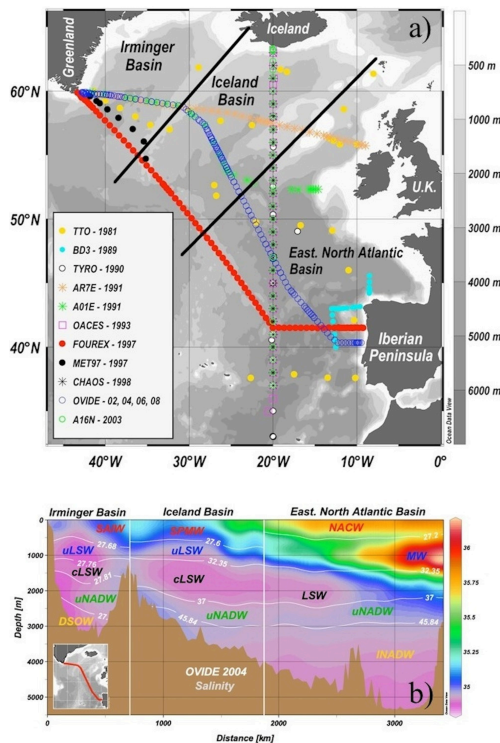 a)
Greenland
Iceland
Irminger
Basin
Iceland
Basin
U.K.
East. North Atlantic
Basin
Iberian
Peninsula
60°N
50°N
40°N
40°W
30°W
20°W
10°W
0°
500 m
1000 m
2000 m
3000 m
4000 m
5000 m
6000 m
Ocean Data View
TTO - 1981
BD3 - 1989
TYRO - 1990
AR7E - 1991
A01E - 1991
OACES - 1993
FOUREX - 1997
MET97 - 1997
CHAOS - 1998
OVIDE - 02, 04, 06, 08
A16N - 2003
Irminger Basin
Iceland Basin
East. North Atlantic Basin
NACW
27.68
27.6
27.2
uLSW
uLSW
MW
27.76
32.35
32.35
cLSW
cLSW
LSW
27.81
37
37
uNADW
uNADW
uNADW
DSOW
45.84
45.84
lNADW
OVIDE 2004
Salinity
b)
0
1000
2000
3000
4000
5000
Depth [m]
0
1000
2000
3000
Distance [km]
36
35.75
35.5
35.25
35